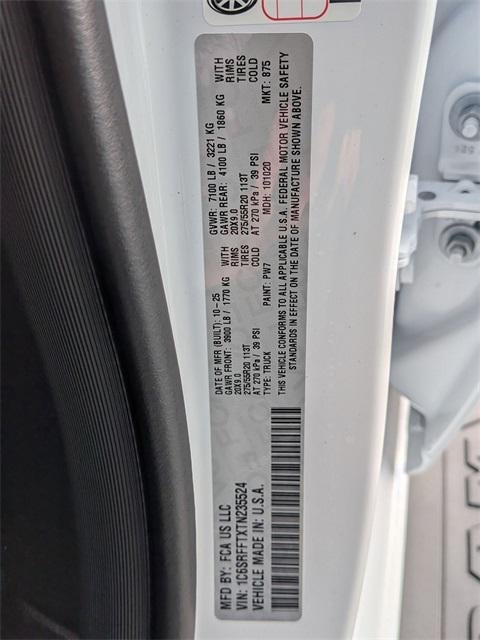 MFD BY: FCA US LLC
VIN: 1C6SRFFTXTN235524
VEHICLE MADE IN: U.S.A.
DATE OF MFR (BUILT): 10-25 GVWR: 7100 LB / 3221 KG
GAWR FRONT: 3900 LB / 1770 KG WITH GAWR REAR: 4100 LB / 1860 KG WITH
20X9.0 RIMS 20X9.0 RIMS
275/55R20 113T TIRES 275/55R20 113T TIRES
AT 270 kPa / 39 PSI COLD AT 270 kPa / 39 PSI COLD
TYPE: TRUCK PAINT: PW7 MDH: 101020 MKT: 875
THIS VEHICLE CONFORMS TO ALL APPLICABLE U.S.A. FEDERAL MOTOR VEHICLE SAFETY
STANDARDS IN EFFECT ON THE DATE OF MANUFACTURE SHOWN ABOVE.